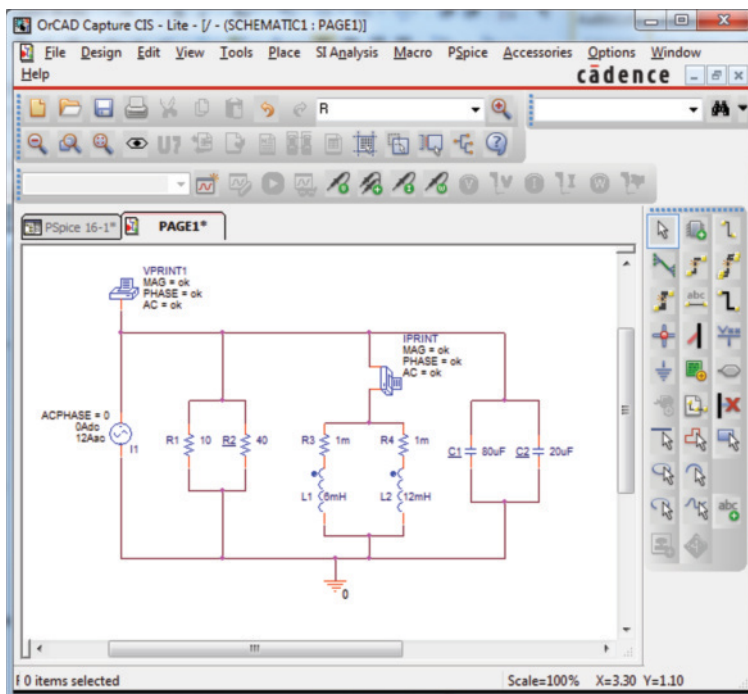 OrCAD Capture CIS - Lite - [/ - (SCHEMATIC1 : PAGE1)]
File Design Edit View Tools Place SI Analysis Macro PSpice Accessories Options Window
Help
cādence
R
U?
PSpice 16-1*
PAGE1*
VPRINT1
MAG = ok
PHASE = ok
AC = ok
IPRINT
MAG = ok
PHASE = ok
AC = ok
ACPHASE = 0
0Adc
12Aac
I1
R1 10 R2 40
R3 1m R4 1m
C1 80uF C2 20uF
L1 6mH L2 12mH
0
abc
abc
F 0 items selected Scale=100% X=3.30 Y=1.10